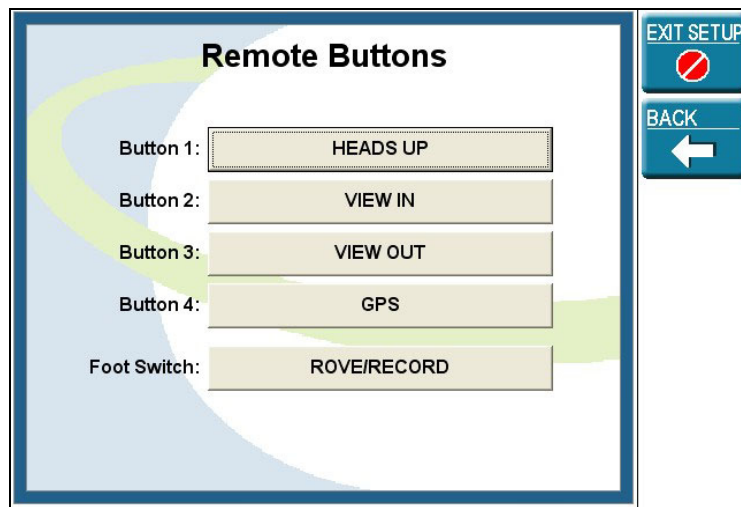 Remote Buttons
EXIT SETUP
BACK
Button 1: HEADS UP
Button 2: VIEW IN
Button 3: VIEW OUT
Button 4: GPS
Foot Switch: ROVE/RECORD